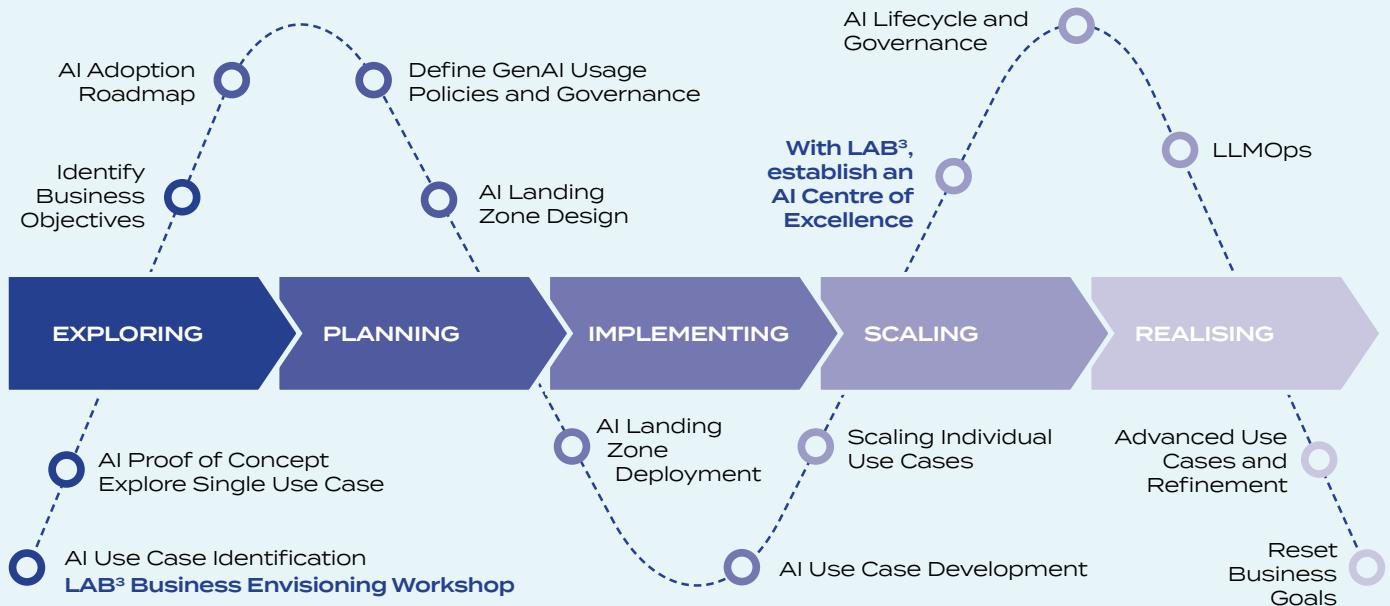 AI Lifecycle and
Governance
AI Adoption
Roadmap
Define GenAI Usage
Policies and Governance
With LAB³,
establish an
AI Centre of
Excellence
LLMOps
Identify
Business
Objectives
AI Landing
Zone Design
EXPLORING
PLANNING
IMPLEMENTING
SCALING
REALISING
AI Proof of Concept
Explore Single Use Case
AI Landing
Zone
Deployment
Scaling Individual
Use Cases
Advanced Use
Cases and
Refinement
AI Use Case Identification
LAB³ Business Envisioning Workshop
AI Use Case Development
Reset
Business
Goals